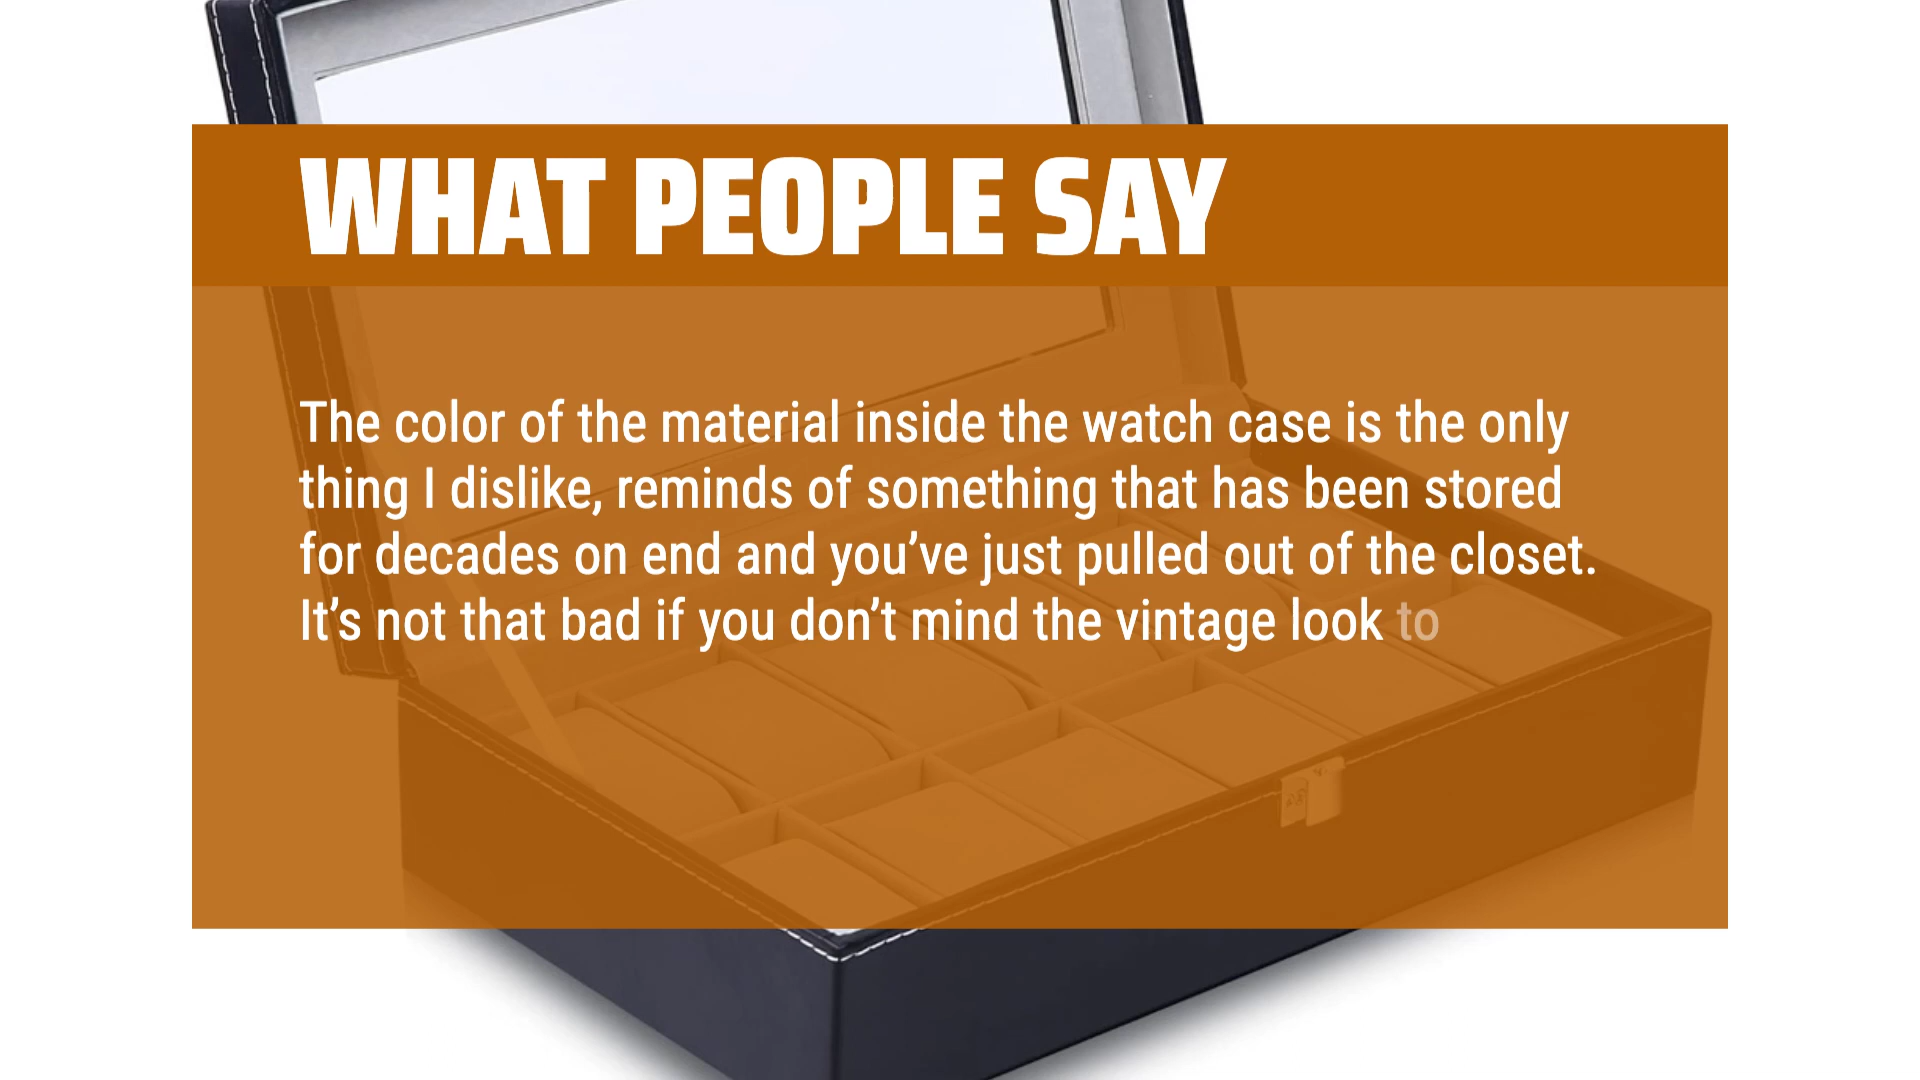 WHAT PEOPLE SAY
The color of the material inside the watch case is the only
thing I dislike, reminds of something that has been stored
for decades on end and you’ve just pulled out of the closet.
It’s not that bad if you don’t mind the vintage look to